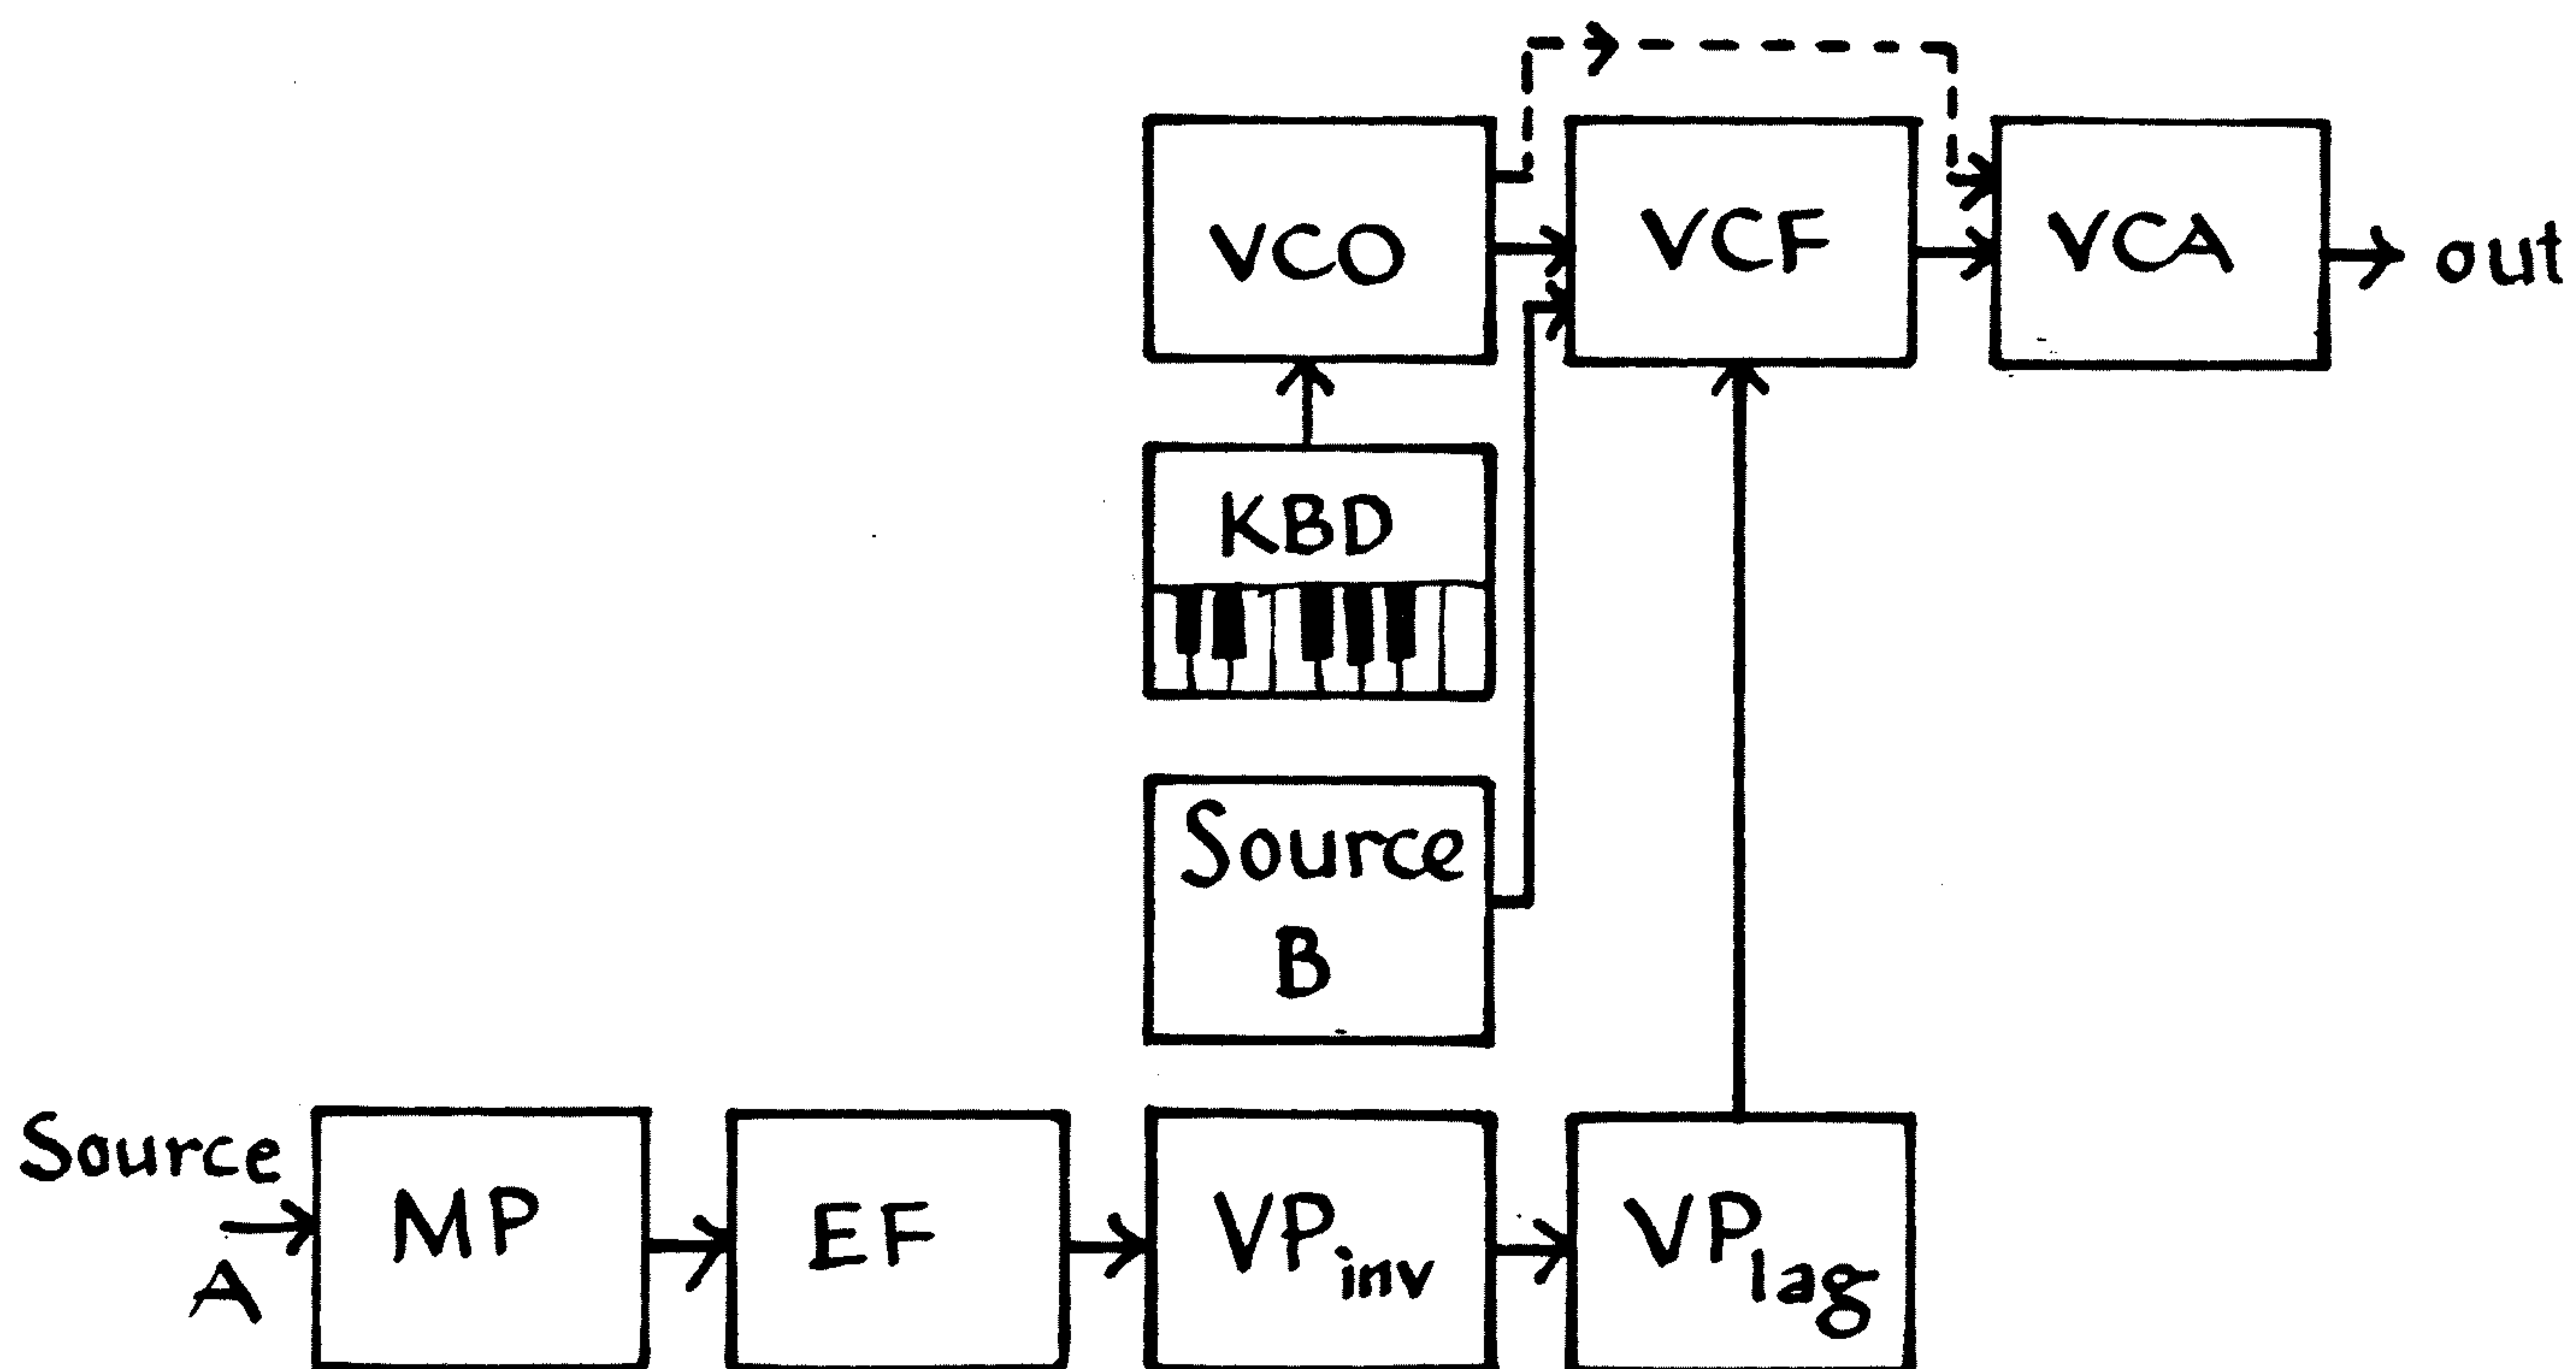 VCO
VCF
VCA
out
KBD
Source
B
Source
A
MP
EF
VPinv
VPlag